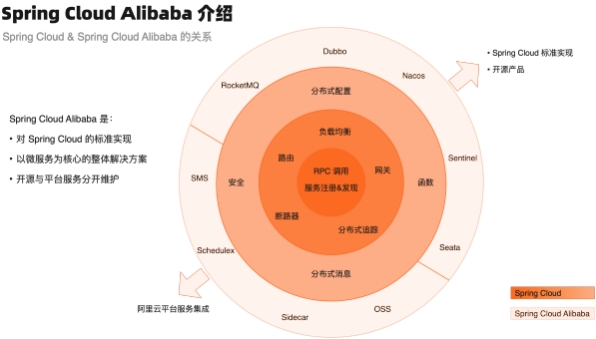 Spring Cloud Alibaba 介绍
Spring Cloud & Spring Cloud Alibaba 的关系
Spring Cloud Alibaba 是：
• 对 Spring Cloud 的标准实现
• 以微服务为核心的整体解决方案
• 开源与平台服务分开维护
Dubbo
RocketMQ
Nacos
• Spring Cloud 标准实现
• 开源产品
分布式配置
负载均衡
路由
网关
Sentinel
RPC 调用
服务注册&发现
SMS
安全
函数
断路器
分布式追踪
Schedulex
Seata
分布式消息
阿里云平台服务集成
Sidecar
OSS
Spring Cloud
Spring Cloud Alibaba